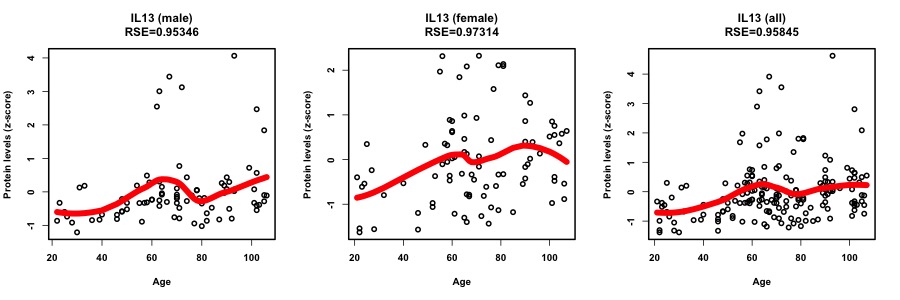 IL13 (male)
RSE=0.95346
Protein levels (z-score)
4
3
2
1
0
-1
20 40 60 80 100
Age
IL13 (female)
RSE=0.97314
Protein levels (z-score)
2
1
0
-1
20 40 60 80 100
Age
IL13 (all)
RSE=0.95845
Protein levels (z-score)
4
3
2
1
0
-1
20 40 60 80 100
Age